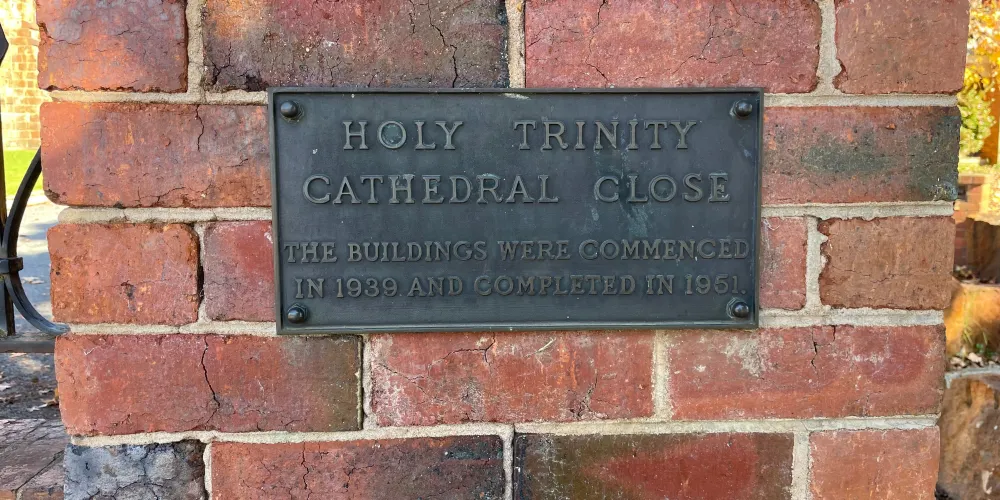 HOLY TRINITY
CATHEDRAL CLOSE
THE BUILDINGS WERE COMMENCED
IN 1939 AND COMPLETED IN 1951.